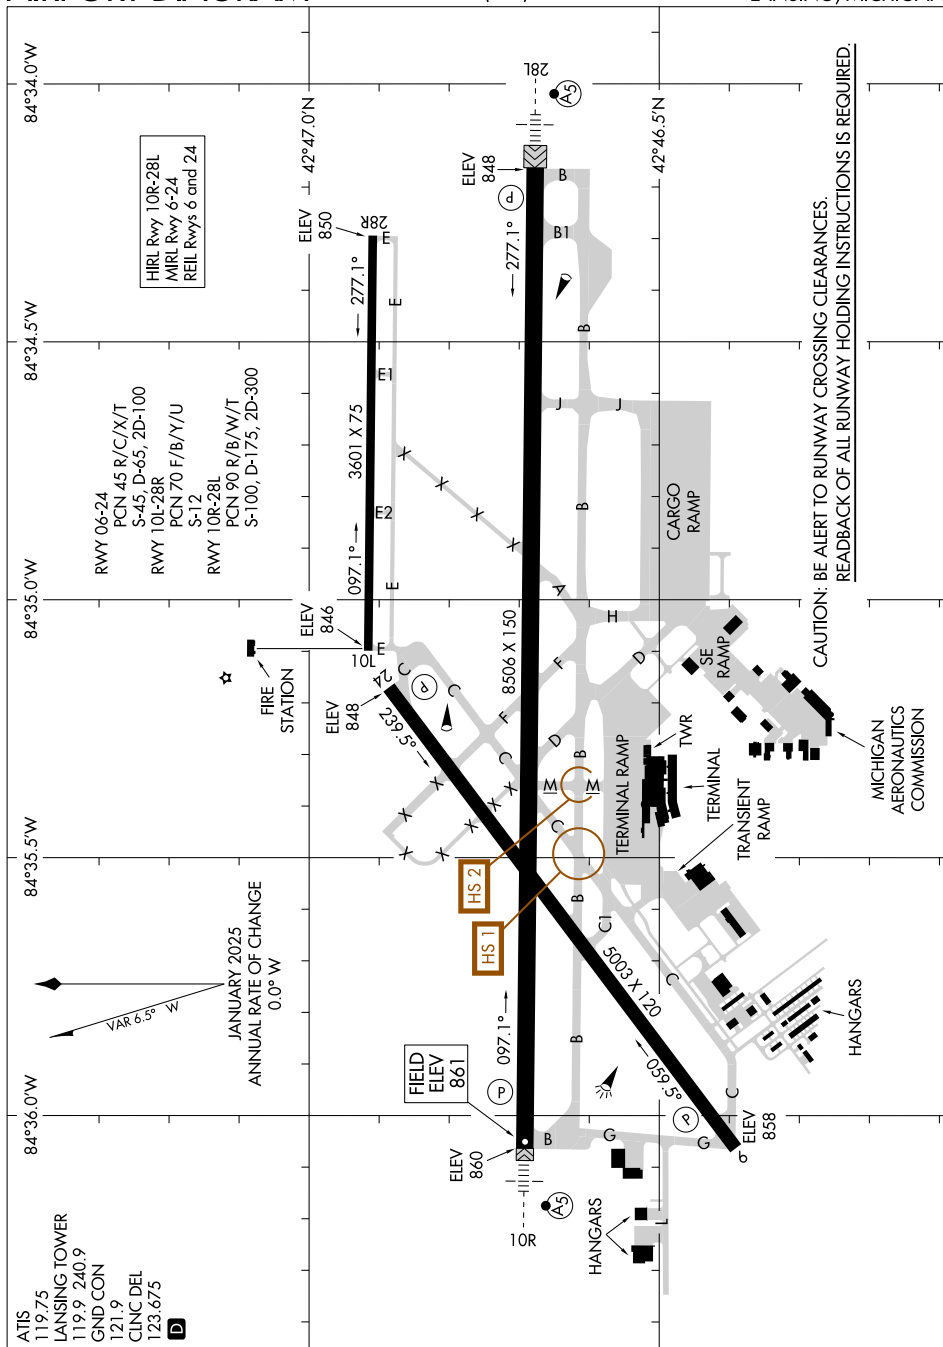 ATIS
119.75
LANSING TOWER
119.9 240.9
GND CON
121.9
CLNC DEL
123.675
D
HIRL Rwy 10R-28L
MIRL Rwy 6-24
REIL Rwys 6 and 24
RWY 06-24
PCN 45 R/C/X/T
S-45, D-65, 2D-100
RWY 10L-28R
PCN 70 F/B/Y/U
S-12
RWY 10R-28L
PCN 90 R/B/W/T
S-100, D-175, 2D-300
JANUARY 2025
ANNUAL RATE OF CHANGE
0.0° W
VAR 6.5° W
84°36.0'W
84°35.5'W
84°35.0'W
84°34.5'W
84°34.0'W
42°47.0'N
42°46.5'N
FIRE
STATION
ELEV
846
10L
E
097.1°
E
E2
3601 X 75
E1
E
277.1°
E
28R
ELEV
850
ELEV
848
24
239.5°
P
C
C
F
C
X
X
X
X
X
X
X
X
X
X
FIELD
ELEV
861
ELEV
860
10R
A5
P
097.1°
8506 X 150
277.1°
P
ELEV
848
28L
A5
HS 1
HS 2
B
G
G
B
B
B
B
B
B
B1
J
J
A
F
D
D
H
M
M
C
C1
C
C
L
5003 X 120
059.5°
P
6
ELEV
858
HANGARS
HANGARS
TRANSIENT
RAMP
TERMINAL
TWR
TERMINAL RAMP
SE
RAMP
CARGO
RAMP
MICHIGAN
AERONAUTICS
COMMISSION
CAUTION: BE ALERT TO RUNWAY CROSSING CLEARANCES.
READBACK OF ALL RUNWAY HOLDING INSTRUCTIONS IS REQUIRED.